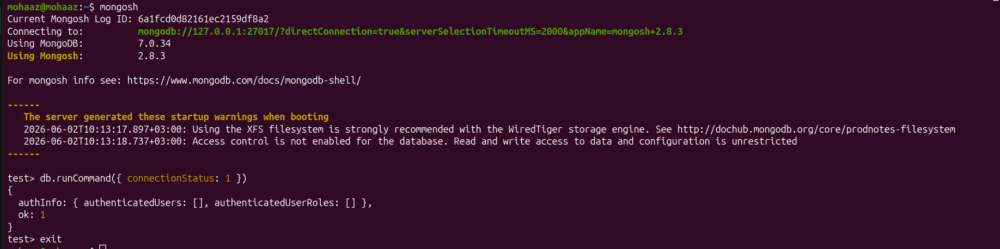 mohaaz@mohaaz:~$ mongosh
Current Mongosh Log ID: 6a1fcd0d82161ec2159df8a2
Connecting to:          mongodb://127.0.0.1:27017/?directConnection=true&serverSelectionTimeoutMS=2000&appName=mongosh+2.8.3
Using MongoDB:          7.0.34
Using Mongosh:          2.8.3

For mongosh info see: https://www.mongodb.com/docs/mongodb-shell/

------
   The server generated these startup warnings when booting
   2026-06-02T10:13:17.897+03:00: Using the XFS filesystem is strongly recommended with the WiredTiger storage engine. See http://dochub.mongodb.org/core/prodnotes-filesystem
   2026-06-02T10:13:18.737+03:00: Access control is not enabled for the database. Read and write access to data and configuration is unrestricted
------

test> db.runCommand({ connectionStatus: 1 })
{
  authInfo: { authenticatedUsers: [], authenticatedUserRoles: [] },
  ok: 1
}
test> exit